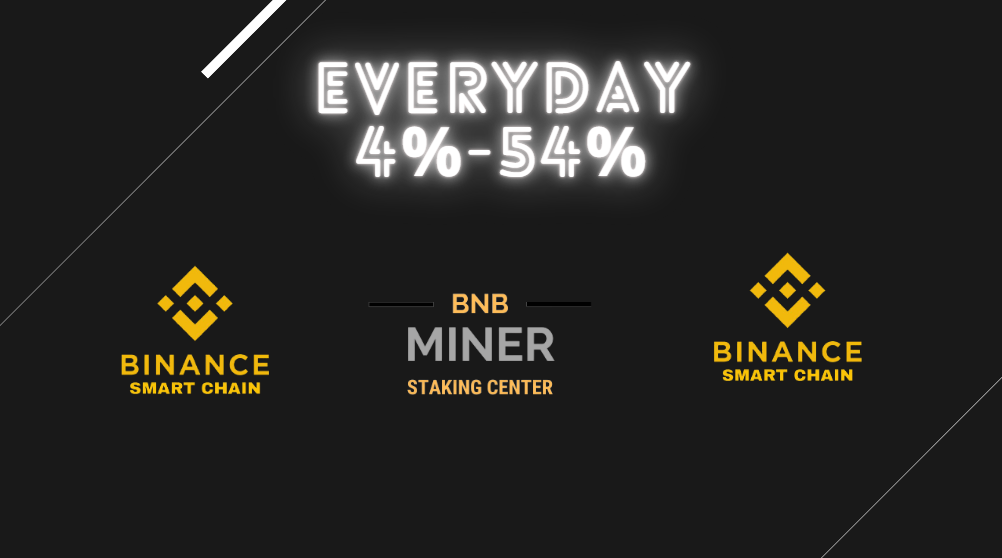 EVERYDAY
4%-54%
BINANCE
SMART CHAIN
BNB
MINER
STAKING CENTER
BINANCE
SMART CHAIN